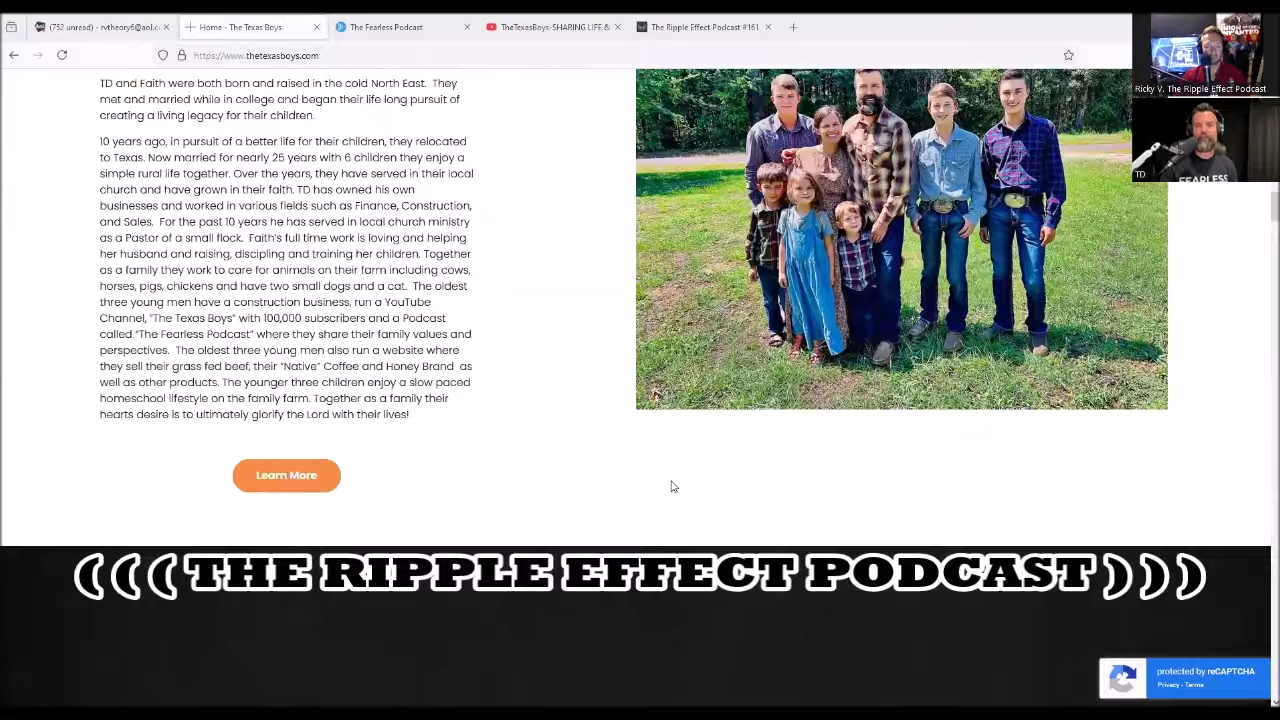 (752 unread) - rvtheory6@aol.c
Home - The Texas Boys
The Fearless Podcast
TheTexasBoys-SHARING LIFE &
The Ripple Effect Podcast #161
https://www.thetexasboys.com
Ricky V. The Ripple Effect Podcast
FEARLESS
TD
TD and Faith were both born and raised in the cold North East. They
met and married while in college and began their life long pursuit of
creating a living legacy for their children.
10 years ago, in pursuit of a better life for their children, they relocated
to Texas. Now married for nearly 25 years with 6 children they enjoy a
simple rural life together. Over the years, they have served in their local
church and have grown in their faith. TD has owned his own
businesses and worked in various fields such as Finance, Construction,
and Sales. For the past 10 years he has served in local church ministry
as a Pastor of a small flock. Faith's full time work is loving and helping
her husband and raising, discipling and training her children. Together
as a family they work to care for animals on their farm including cows,
horses, pigs, chickens and have two small dogs and a cat. The oldest
three young men have a construction business, run a YouTube
Channel, "The Texas Boys" with 100,000 subscribers and a Podcast
called "The Fearless Podcast" where they share their family values and
perspectives. The oldest three young men also run a website where
they sell their grass fed beef, their "Native" Coffee and Honey Brand as
well as other products. The younger three children enjoy a slow paced
homeschool lifestyle on the family farm. Together as a family their
hearts desire is to ultimately glorify the Lord with their lives!
Learn More
(((THE RIPPLE EFFECT PODCAST)))
protected by reCAPTCHA
Privacy - Terms